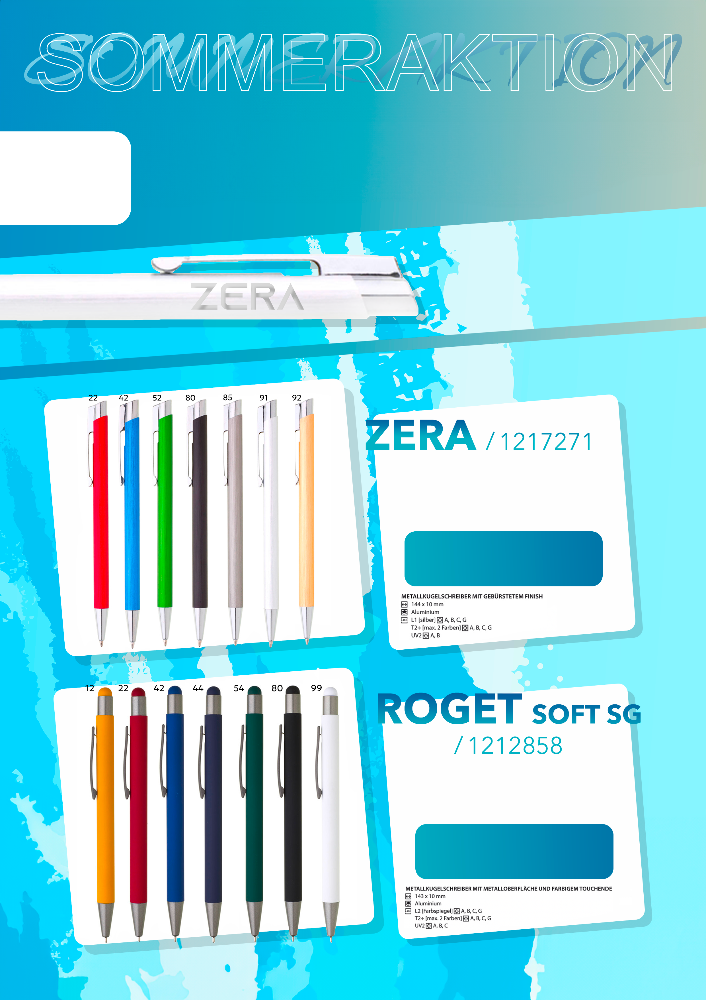 SOMMERAKTION
ZERA
22 42 52 80 85 91 92
ZERA / 1217271
METALLKUGELSCHREIBER MIT GEBÜRSTETEM FINISH
144 x 10 mm
Aluminium
L1 [silber] A, B, C, G
T2+ [max. 2 Farben] A, B, C, G
UV2 A, B
12 22 42 44 54 80 99
ROGET SOFT SG
/ 1212858
METALLKUGELSCHREIBER MIT METALLOBERFLÄCHE UND FARBIGEM TOUCHENDE
143 x 10 mm
Aluminium
L2 [Farbspiegel] A, B, C, G
T2+ [max. 2 Farben] A, B, C, G
UV2 A, B, C